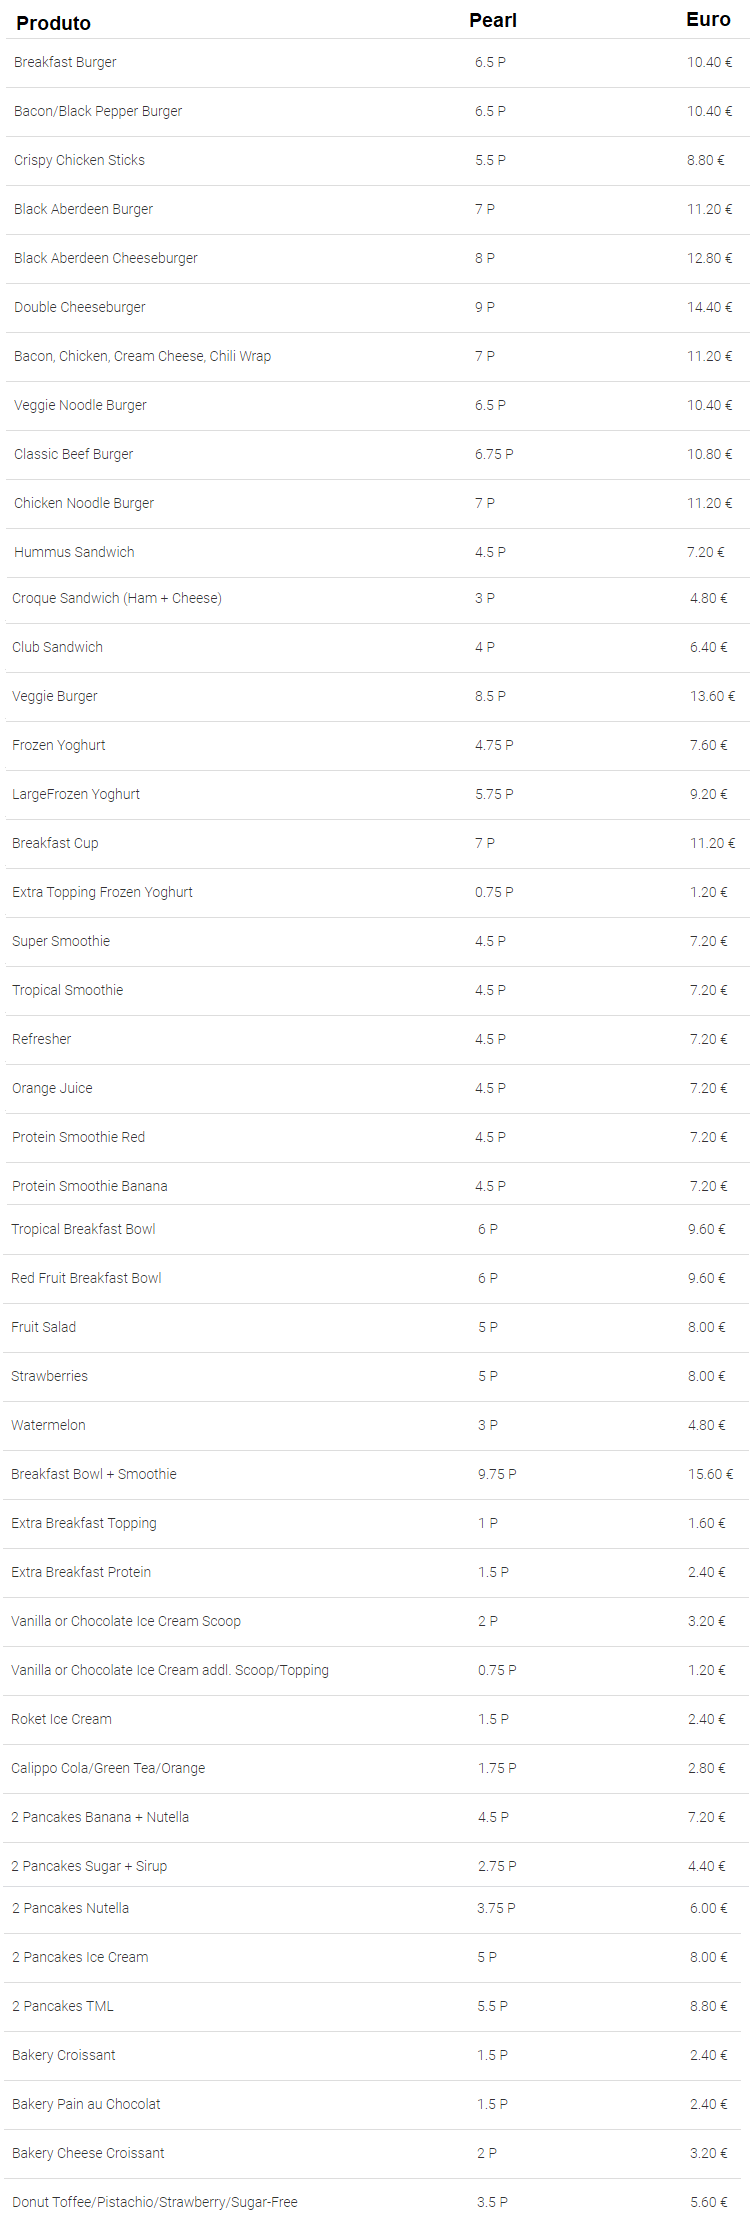 Produto Pearl Euro
Breakfast Burger 6.5 P 10.40 €
Bacon/Black Pepper Burger 6.5 P 10.40 €
Crispy Chicken Sticks 5.5 P 8.80 €
Black Aberdeen Burger 7 P 11.20 €
Black Aberdeen Cheeseburger 8 P 12.80 €
Double Cheeseburger 9 P 14.40 €
Bacon, Chicken, Cream Cheese, Chili Wrap 7 P 11.20 €
Veggie Noodle Burger 6.5 P 10.40 €
Classic Beef Burger 6.75 P 10.80 €
Chicken Noodle Burger 7 P 11.20 €
Hummus Sandwich 4.5 P 7.20 €
Croque Sandwich (Ham + Cheese) 3 P 4.80 €
Club Sandwich 4 P 6.40 €
Veggie Burger 8.5 P 13.60 €
Frozen Yoghurt 4.75 P 7.60 €
LargeFrozen Yoghurt 5.75 P 9.20 €
Breakfast Cup 7 P 11.20 €
Extra Topping Frozen Yoghurt 0.75 P 1.20 €
Super Smoothie 4.5 P 7.20 €
Tropical Smoothie 4.5 P 7.20 €
Refresher 4.5 P 7.20 €
Orange Juice 4.5 P 7.20 €
Protein Smoothie Red 4.5 P 7.20 €
Protein Smoothie Banana 4.5 P 7.20 €
Tropical Breakfast Bowl 6 P 9.60 €
Red Fruit Breakfast Bowl 6 P 9.60 €
Fruit Salad 5 P 8.00 €
Strawberries 5 P 8.00 €
Watermelon 3 P 4.80 €
Breakfast Bowl + Smoothie 9.75 P 15.60 €
Extra Breakfast Topping 1 P 1.60 €
Extra Breakfast Protein 1.5 P 2.40 €
Vanilla or Chocolate Ice Cream Scoop 2 P 3.20 €
Vanilla or Chocolate Ice Cream addl. Scoop/Topping 0.75 P 1.20 €
Roket Ice Cream 1.5 P 2.40 €
Calippo Cola/Green Tea/Orange 1.75 P 2.80 €
2 Pancakes Banana + Nutella 4.5 P 7.20 €
2 Pancakes Sugar + Sirup 2.75 P 4.40 €
2 Pancakes Nutella 3.75 P 6.00 €
2 Pancakes Ice Cream 5 P 8.00 €
2 Pancakes TML 5.5 P 8.80 €
Bakery Croissant 1.5 P 2.40 €
Bakery Pain au Chocolat 1.5 P 2.40 €
Bakery Cheese Croissant 2 P 3.20 €
Donut Toffee/Pistachio/Strawberry/Sugar-Free 3.5 P 5.60 €